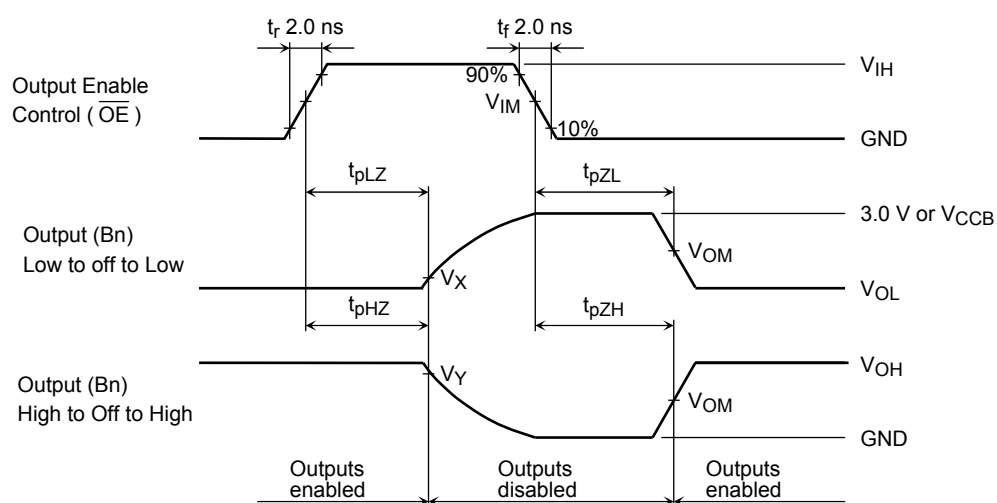 tr 2.0 ns
tf 2.0 ns
Output Enable
Control ( OE )
90%
VIM
10%
VIH
GND
tpLZ
tpZL
3.0 V or VCCB
Output (Bn)
Low to off to Low
VX
VOM
VOL
tpHZ
tpZH
Output (Bn)
High to Off to High
VY
VOM
VOH
GND
Outputs
enabled
Outputs
disabled
Outputs
enabled